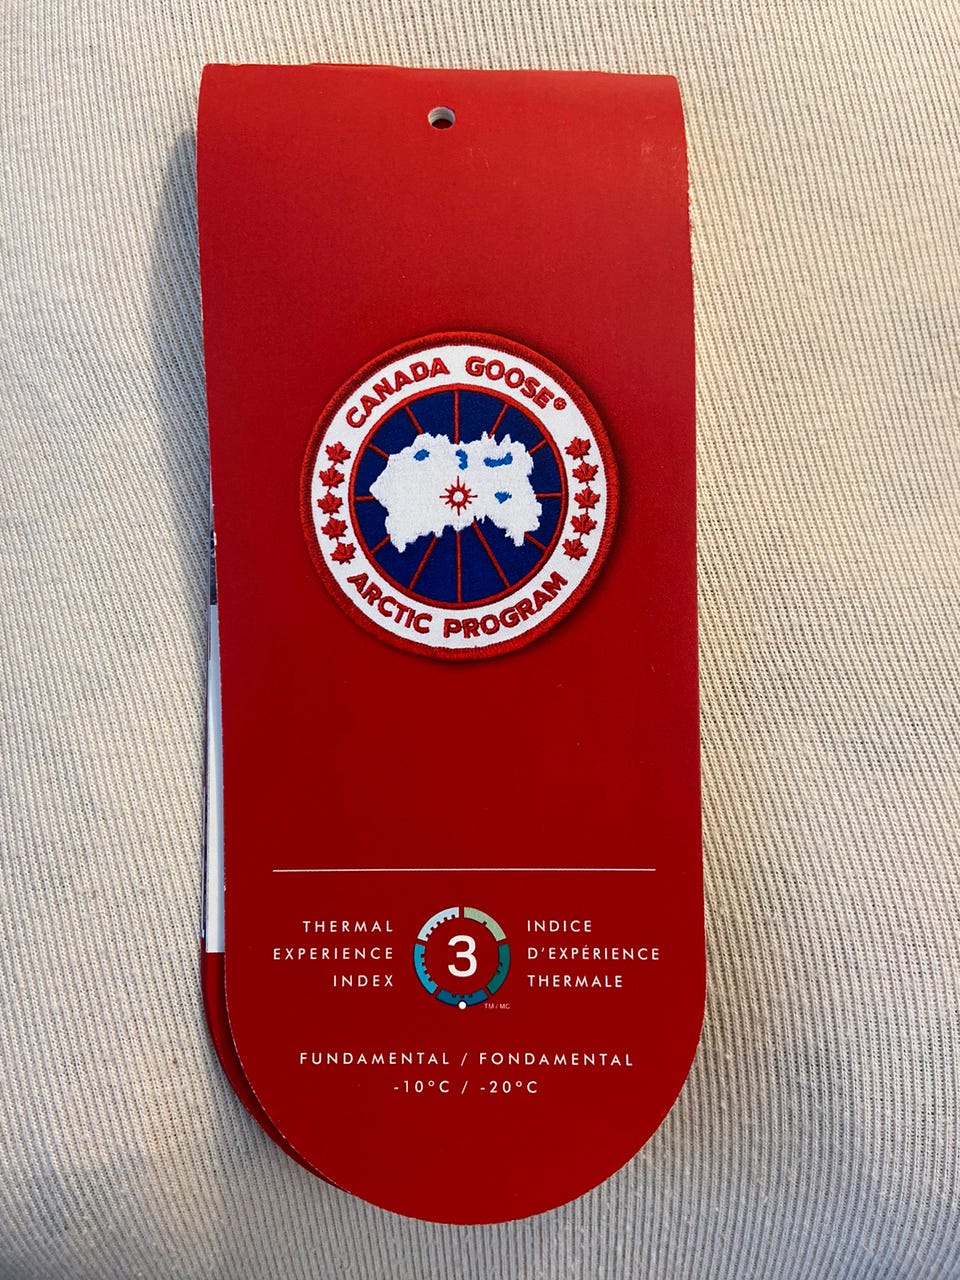 CANADA GOOSE®
ARCTIC PROGRAM
THERMAL
EXPERIENCE
INDEX
3
TM/MC
INDICE
D'EXPÉRIENCE
THERMALE
FUNDAMENTAL / FONDAMENTAL
-10°C / -20°C